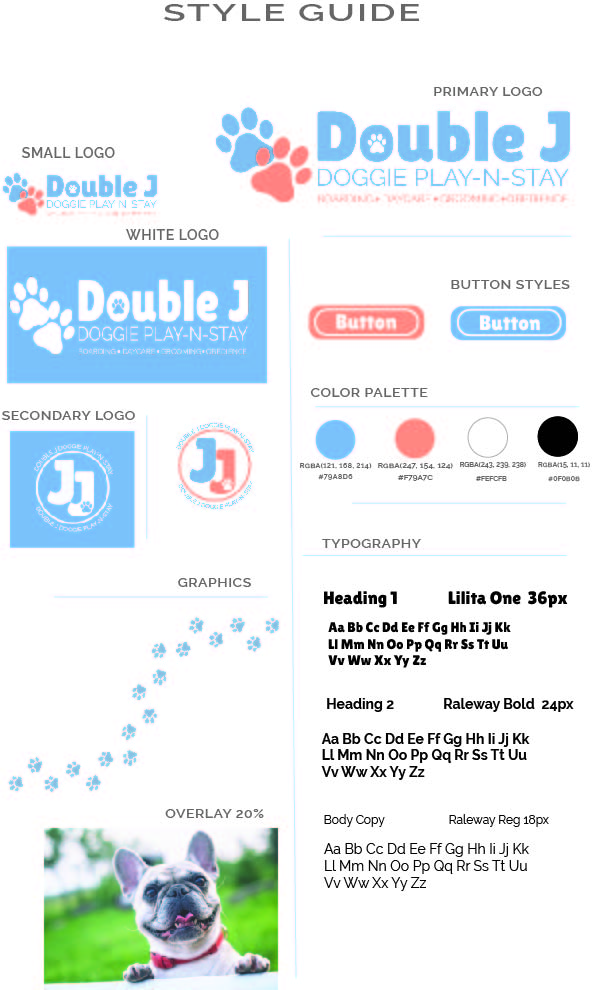 STYLE GUIDE
PRIMARY LOGO
Double J
DOGGIE PLAY-N-STAY
BOARDING • DAYCARE • GROOMING • OBEDIENCE
SMALL LOGO
Double J
DOGGIE PLAY-N-STAY
WHITE LOGO
Double J
DOGGIE PLAY-N-STAY
BOARDING • DAYCARE • GROOMING • OBEDIENCE
BUTTON STYLES
Button
Button
COLOR PALETTE
RGBA(121, 168, 214)
#79A8D6
RGBA(247, 154, 124)
#F79A7C
RGBA(243, 239, 238)
#FEFCFB
RGBA(15, 11, 11)
#0F0B0B
SECONDARY LOGO
DOUBLE J DOGGIE PLAY-N-STAY
JJ
DOUBLE J DOGGIE PLAY-N-STAY
DOUBLE J DOGGIE PLAY-N-STAY
JJ
DOUBLE J DOGGIE PLAY-N-STAY
TYPOGRAPHY
Heading 1 Lilita One 36px
Aa Bb Cc Dd Ee Ff Gg Hh Ii Jj Kk
Ll Mm Nn Oo Pp Qq Rr Ss Tt Uu
Vv Ww Xx Yy Zz
Heading 2 Raleway Bold 24px
Aa Bb Cc Dd Ee Ff Gg Hh Ii Jj Kk
Ll Mm Nn Oo Pp Qq Rr Ss Tt Uu
Vv Ww Xx Yy Zz
Body Copy Raleway Reg 18px
Aa Bb Cc Dd Ee Ff Gg Hh Ii Jj Kk
Ll Mm Nn Oo Pp Qq Rr Ss Tt Uu
Vv Ww Xx Yy Zz
GRAPHICS
OVERLAY 20%